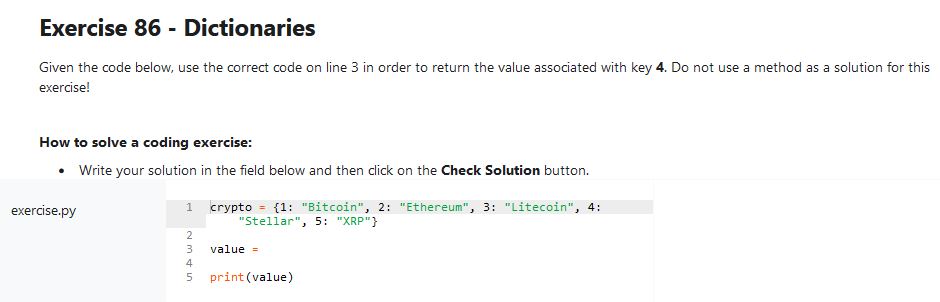 Exercise 86 - Dictionaries
Given the code below, use the correct code on line 3 in order to return the value associated with key 4. Do not use a method as a solution for this
exercise!
How to solve a coding exercise:
• Write your solution in the field below and then click on the Check Solution button.
exercise.py
1 crypto = {1: "Bitcoin", 2: "Ethereum", 3: "Litecoin", 4:
"Stellar", 5: "XRP"}
2
3 value =
4
5 print(value)